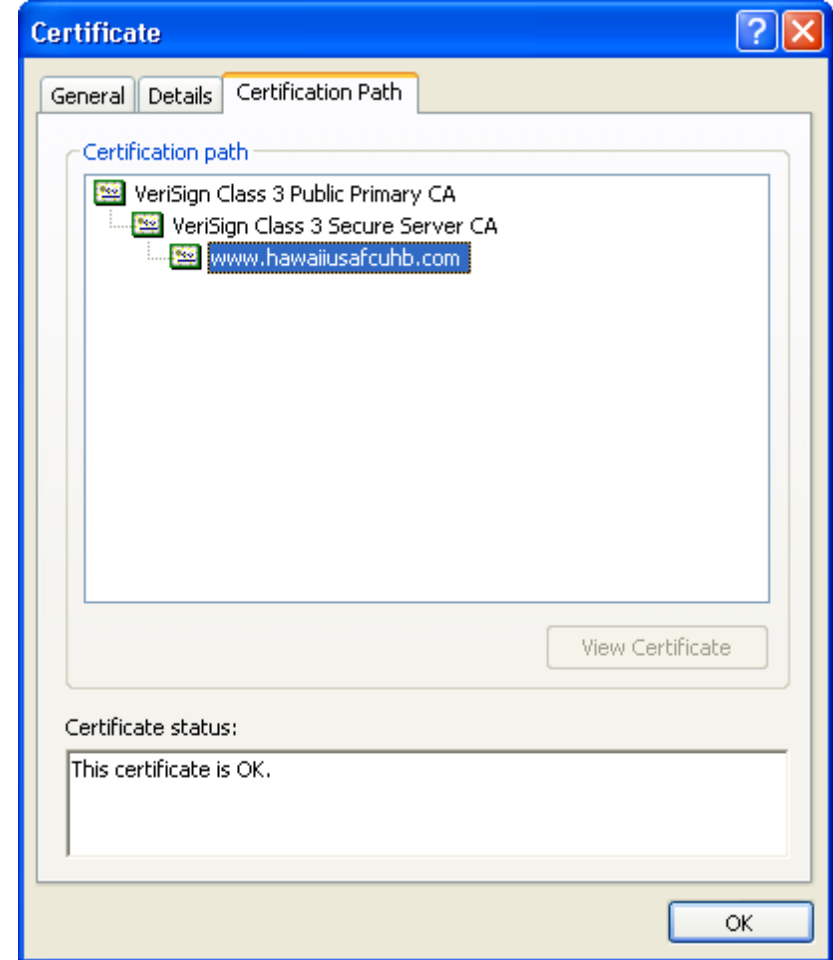 Certificate
General
Details
Certification Path
Certification path
VeriSign Class 3 Public Primary CA
VeriSign Class 3 Secure Server CA
www.hawaiiusafcuhb.com
View Certificate
Certificate status:
This certificate is OK.
OK